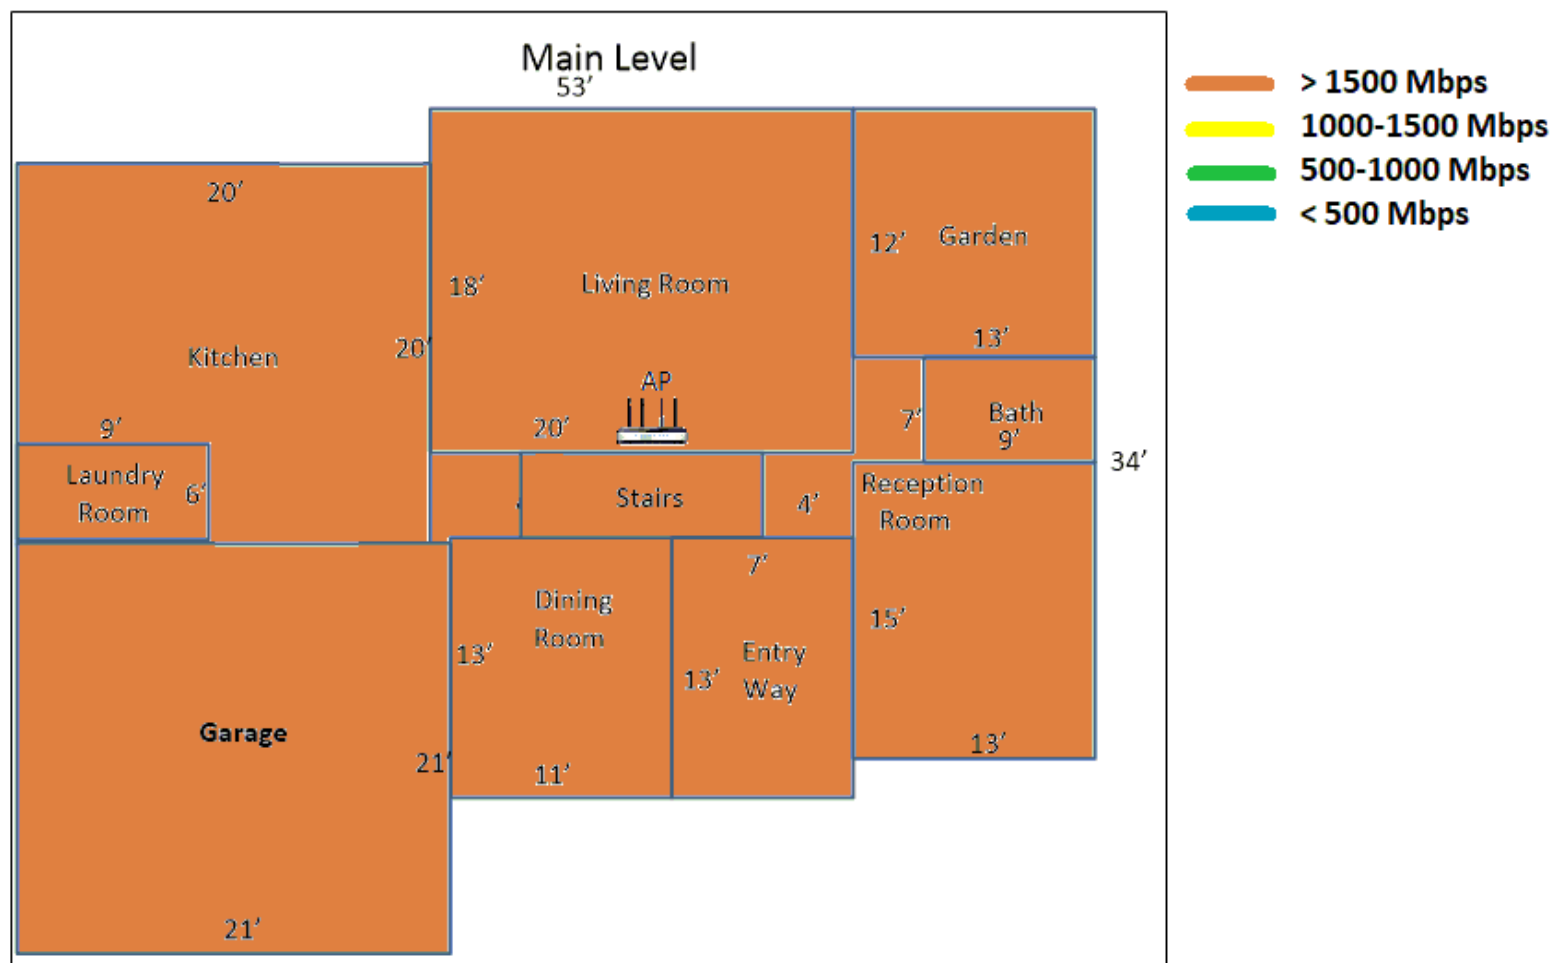 Main Level
53’
> 1500 Mbps
1000-1500 Mbps
500-1000 Mbps
< 500 Mbps
20’
12’
Garden
18’
Living Room
13’
20’
Kitchen
AP
7’
Bath
9’
9’
20’
34’
Laundry
Room
6’
Stairs
4’
Reception
Room
7’
Dining
Room
15’
13’
Entry
Way
13’
Garage
13’
21’
11’
21’